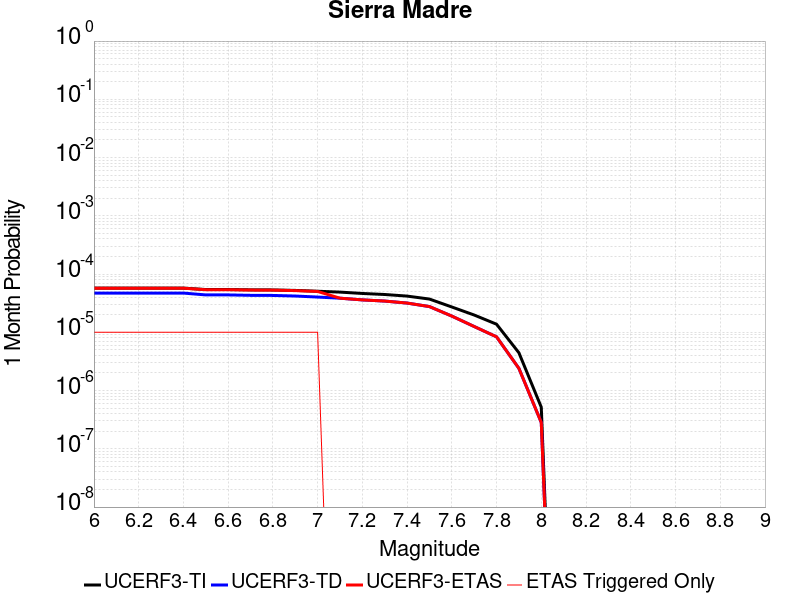 Sierra Madre
10^0
10^-1
10^-2
10^-3
10^-4
10^-5
10^-6
10^-7
10^-8
1 Month Probability
6 6.2 6.4 6.6 6.8 7 7.2 7.4 7.6 7.8 8 8.2 8.4 8.6 8.8 9
Magnitude
UCERF3-TI UCERF3-TD UCERF3-ETAS ETAS Triggered Only